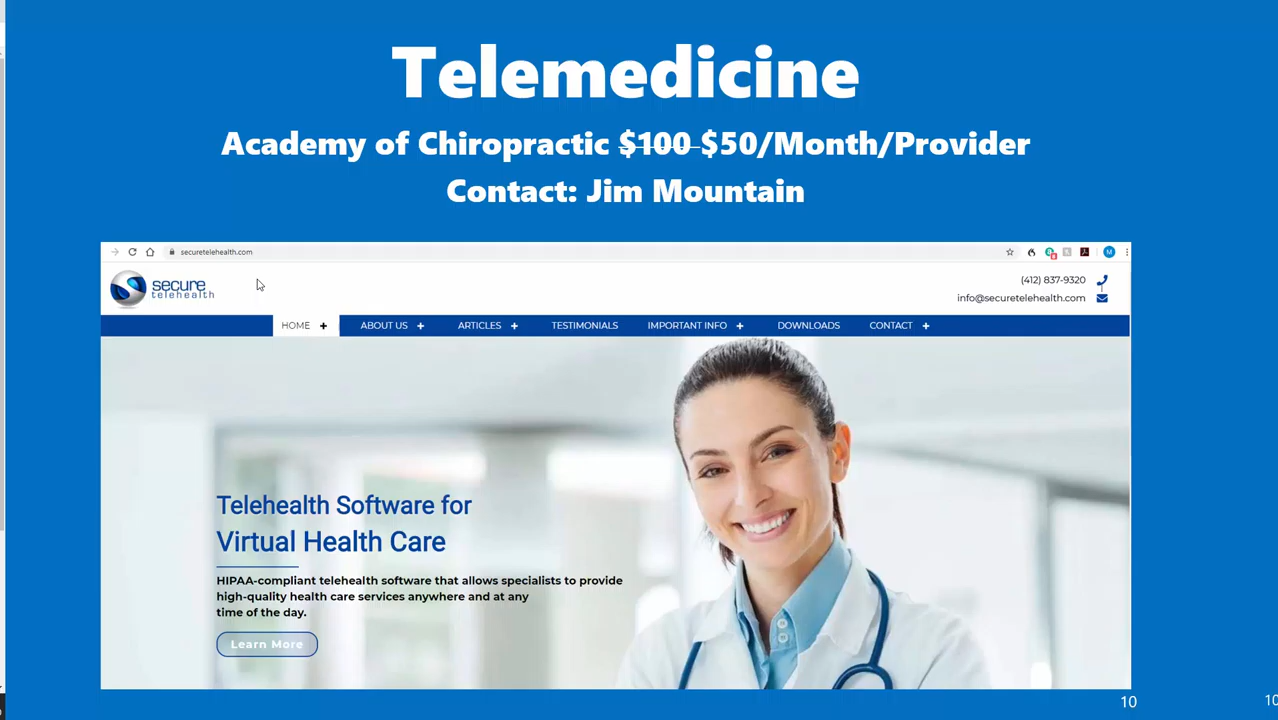 Telemedicine
Academy of Chiropractic $100 $50/Month/Provider
Contact: Jim Mountain
securetelehealth.com
M
secure
telehealth
(412) 837-9320
info@securetelehealth.com
HOME + ABOUT US + ARTICLES + TESTIMONIALS IMPORTANT INFO + DOWNLOADS CONTACT +
Telehealth Software for
Virtual Health Care
HIPAA-compliant telehealth software that allows specialists to provide
high-quality health care services anywhere and at any
time of the day.
Learn More
10
10